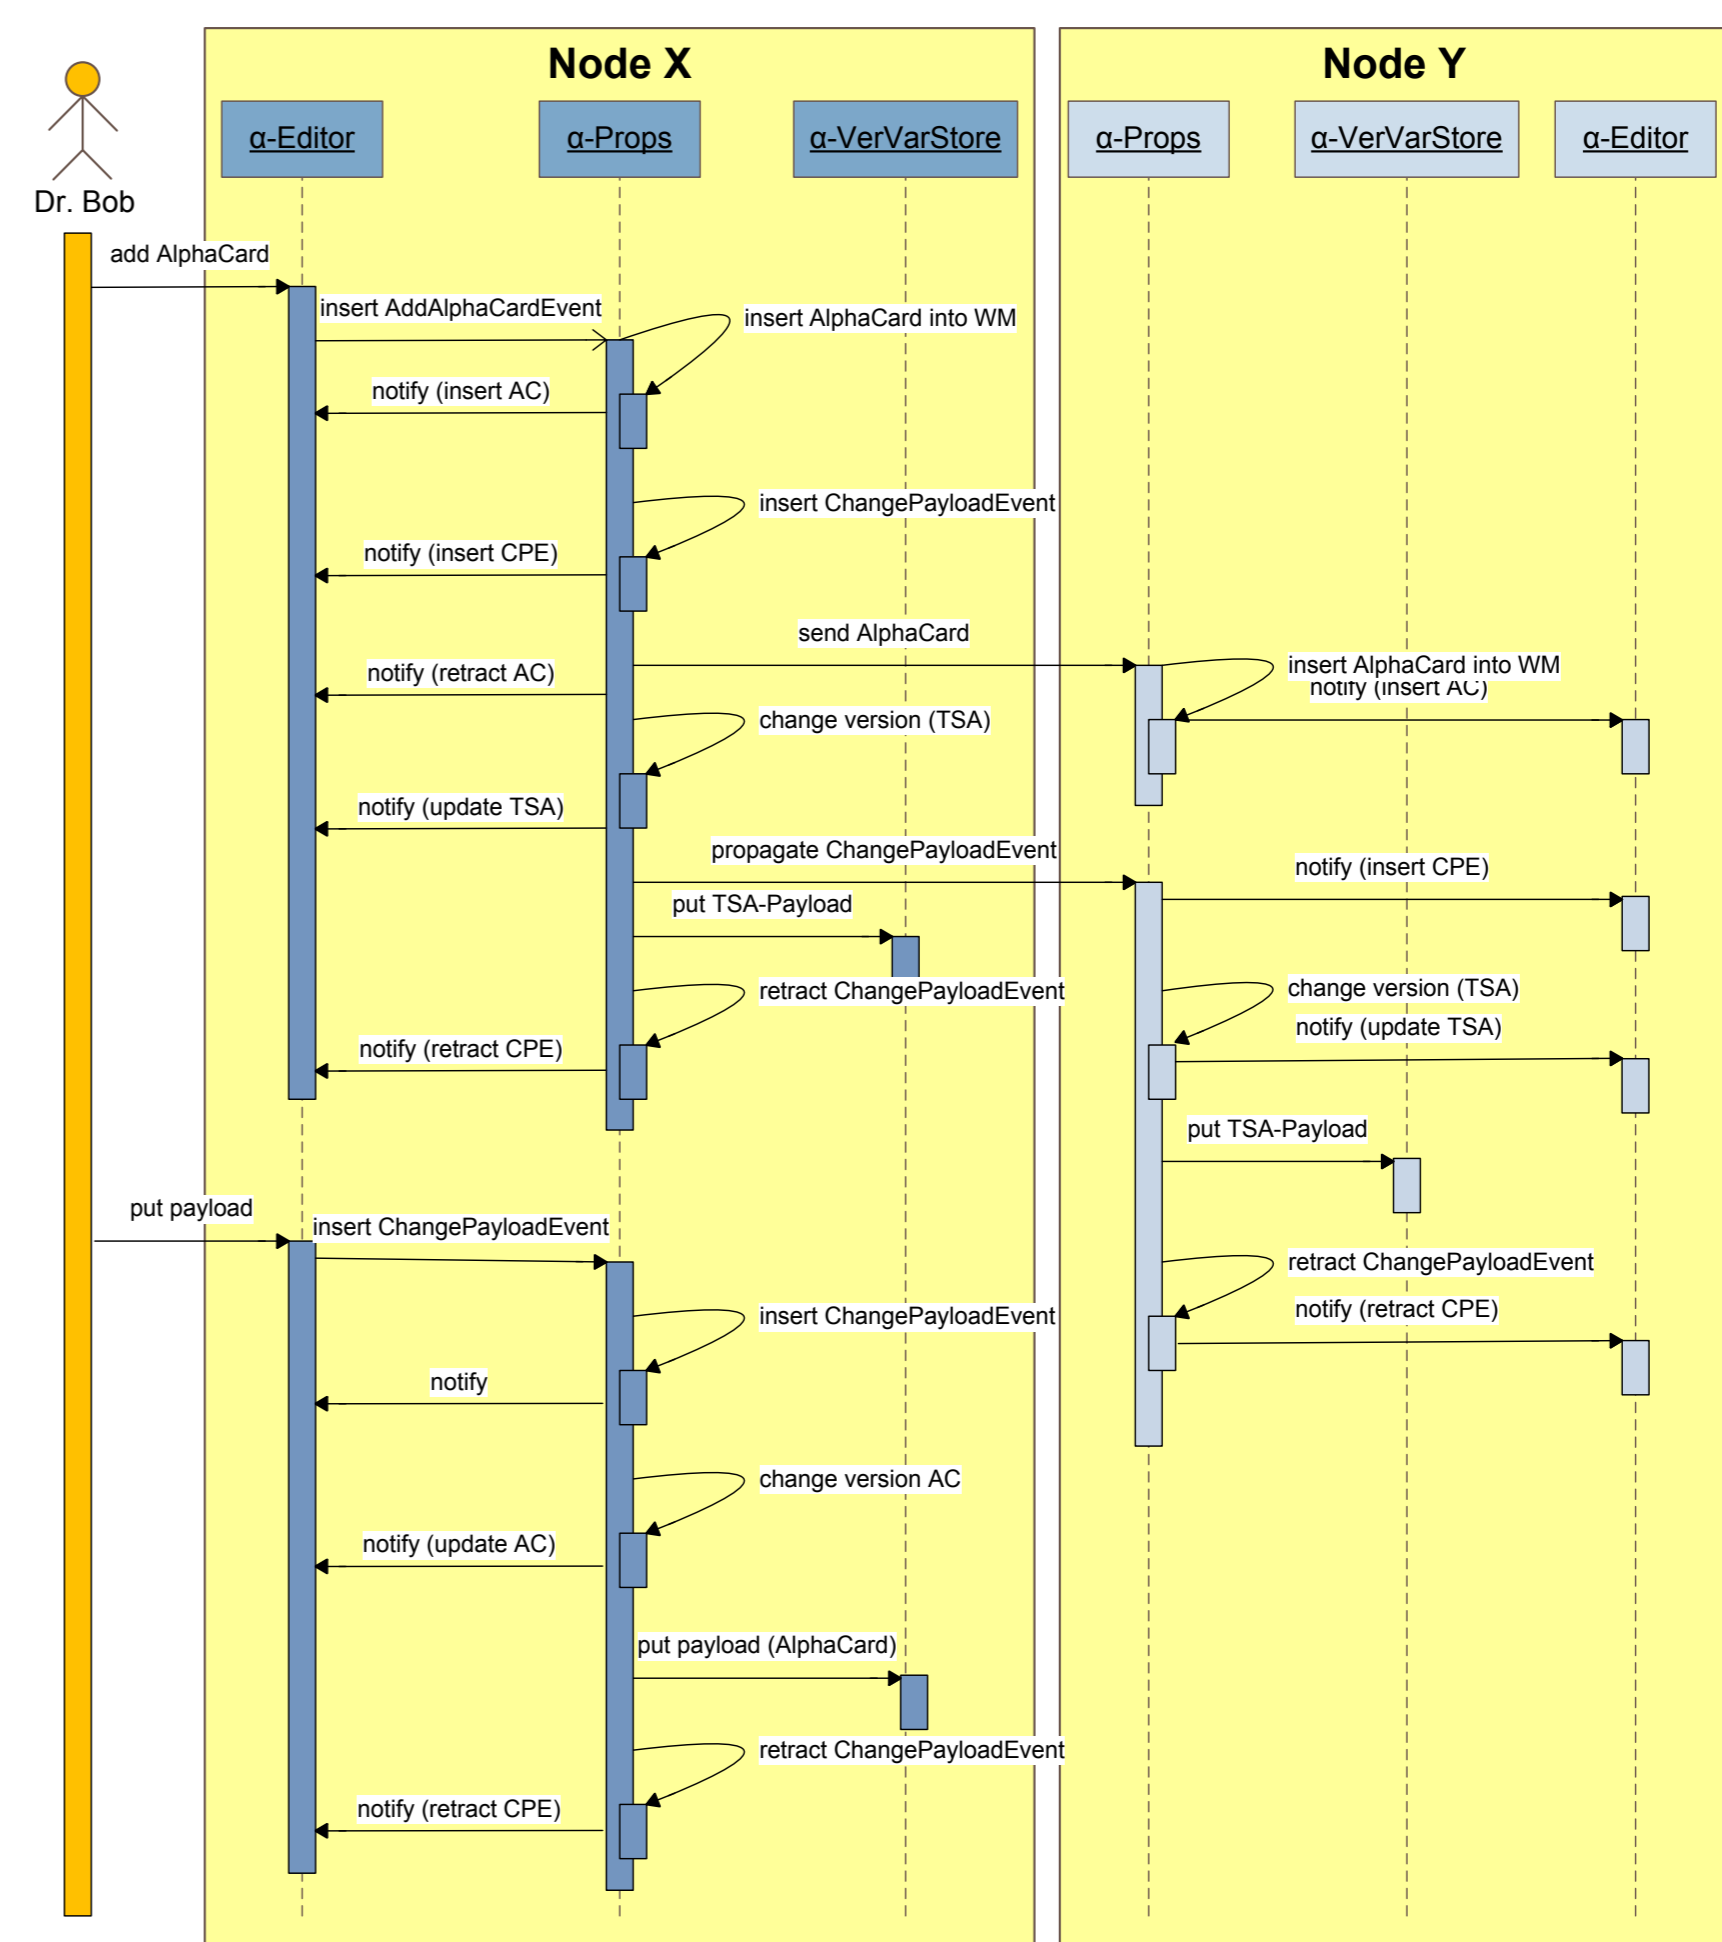 Node X
Node Y
α-Editor
α-Props
α-VerVarStore
α-Props
α-VerVarStore
α-Editor
Dr. Bob
add AlphaCard
insert AddAlphaCardEvent
insert AlphaCard into WM
notify (insert AC)
insert ChangePayloadEvent
notify (insert CPE)
send AlphaCard
insert AlphaCard into WM
notify (insert AC)
notify (retract AC)
change version (TSA)
notify (update TSA)
propagate ChangePayloadEvent
notify (insert CPE)
put TSA-Payload
retract ChangePayloadEvent
change version (TSA)
notify (update TSA)
notify (retract CPE)
put TSA-Payload
put payload
insert ChangePayloadEvent
retract ChangePayloadEvent
notify (retract CPE)
insert ChangePayloadEvent
notify
change version AC
notify (update AC)
put payload (AlphaCard)
retract ChangePayloadEvent
notify (retract CPE)